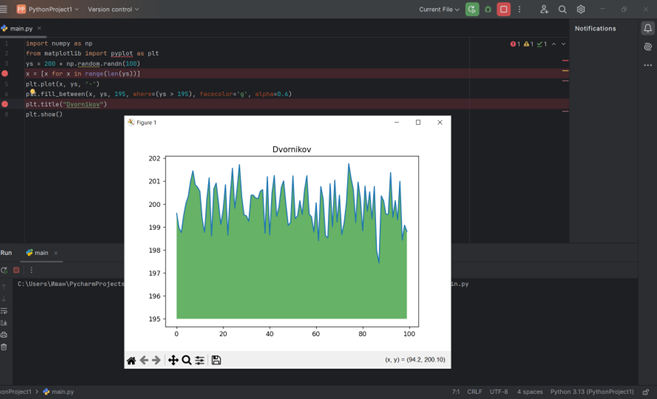 PP PythonProject1 Version control Current File
main.py
Notifications
1 import numpy as np
2 from matplotlib import pyplot as plt
3 ys = 200 + np.random.randn(100)
x = [x for x in range(len(ys))]
5 plt.plot(x, ys, '-')
6 plt.fill_between(x, ys, 195, where=(ys > 195), facecolor='g', alpha=0.6)
plt.title("Dvornikov")
8 plt.show()
1 1 1
Figure 1
Dvornikov
202
201
200
199
198
197
196
195
0 20 40 60 80 100
(x, y) = (94.2, 200.10)
Run main
C:\Users\Иван\PycharmProjects
in.py
onProject1 > main.py 7:1 CRLF UTF-8 4 spaces Python 3.13 (PythonProject1)